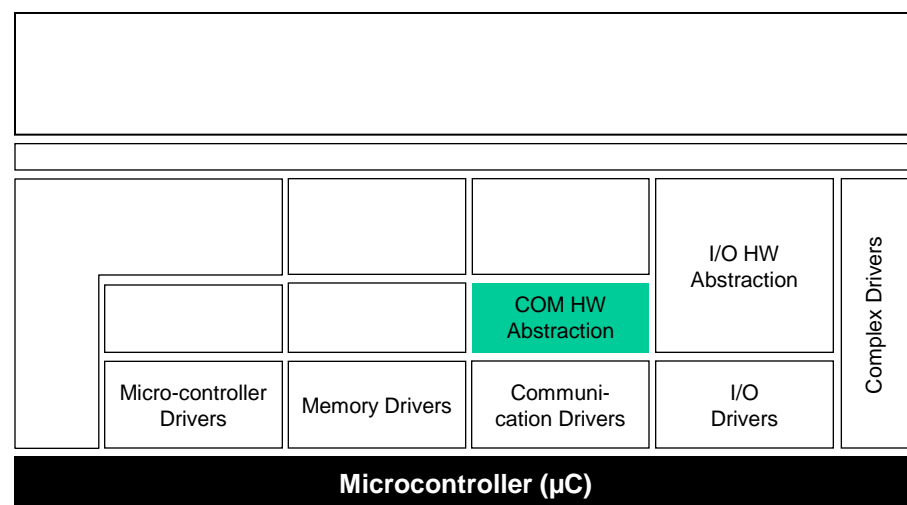 I/O HW
Abstraction
Complex Drivers
COM HW
Abstraction
Micro-controller
Drivers
Memory Drivers
Communi-
cation Drivers
I/O
Drivers
Microcontroller (µC)